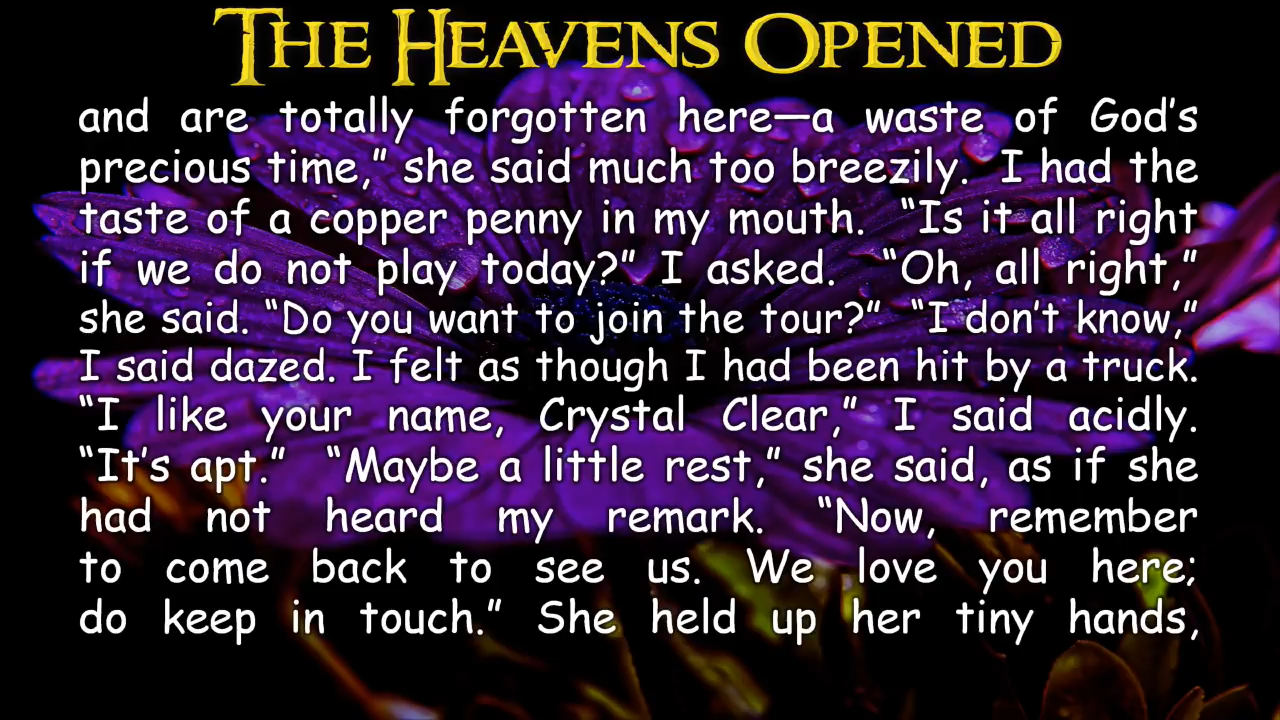 THE HEAVENS OPENED
and are totally forgotten here—a waste of God's
precious time,” she said much too breezily. I had the
taste of a copper penny in my mouth. “Is it all right
if we do not play today?” I asked. “Oh, all right,”
she said. “Do you want to join the tour?” “I don’t know,”
I said dazed. I felt as though I had been hit by a truck.
“I like your name, Crystal Clear,” I said acidly.
“It’s apt.” “Maybe a little rest,” she said, as if she
had not heard my remark. “Now, remember
to come back to see us. We love you here;
do keep in touch.” She held up her tiny hands,